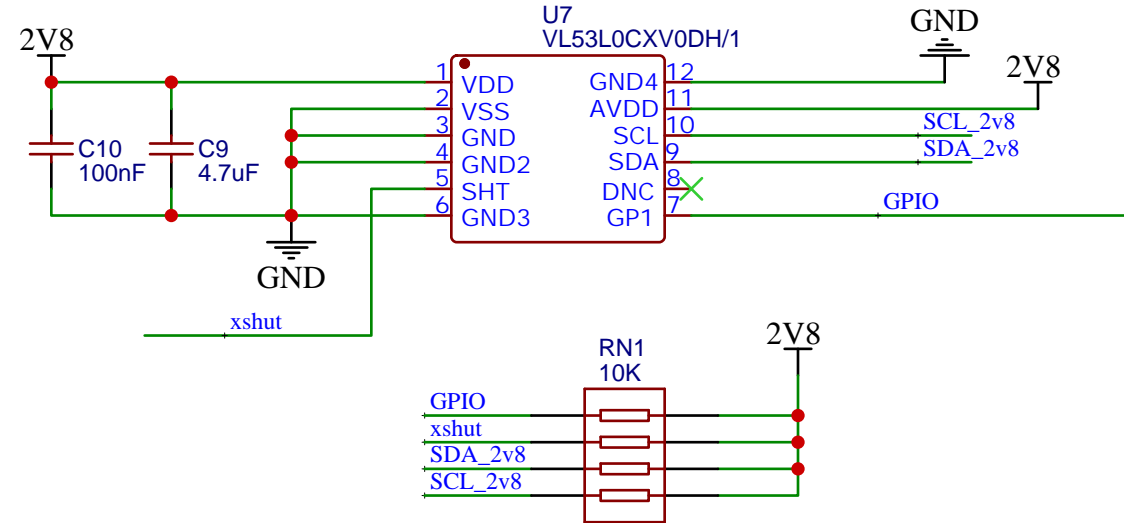 U7
VL53L0CXV0DH/1
2V8
GND
2V8
1 VDD
2 VSS
3 GND
4 GND2
5 SHT
6 GND3
GND4 12
AVDD 11
SCL 10
SDA 9
DNC 8
GP1 7
SCL_2v8
SDA_2v8
GPIO
C10
100nF
C9
4.7uF
GND
xshut
RN1
10K
2V8
GPIO
xshut
SDA_2v8
SCL_2v8